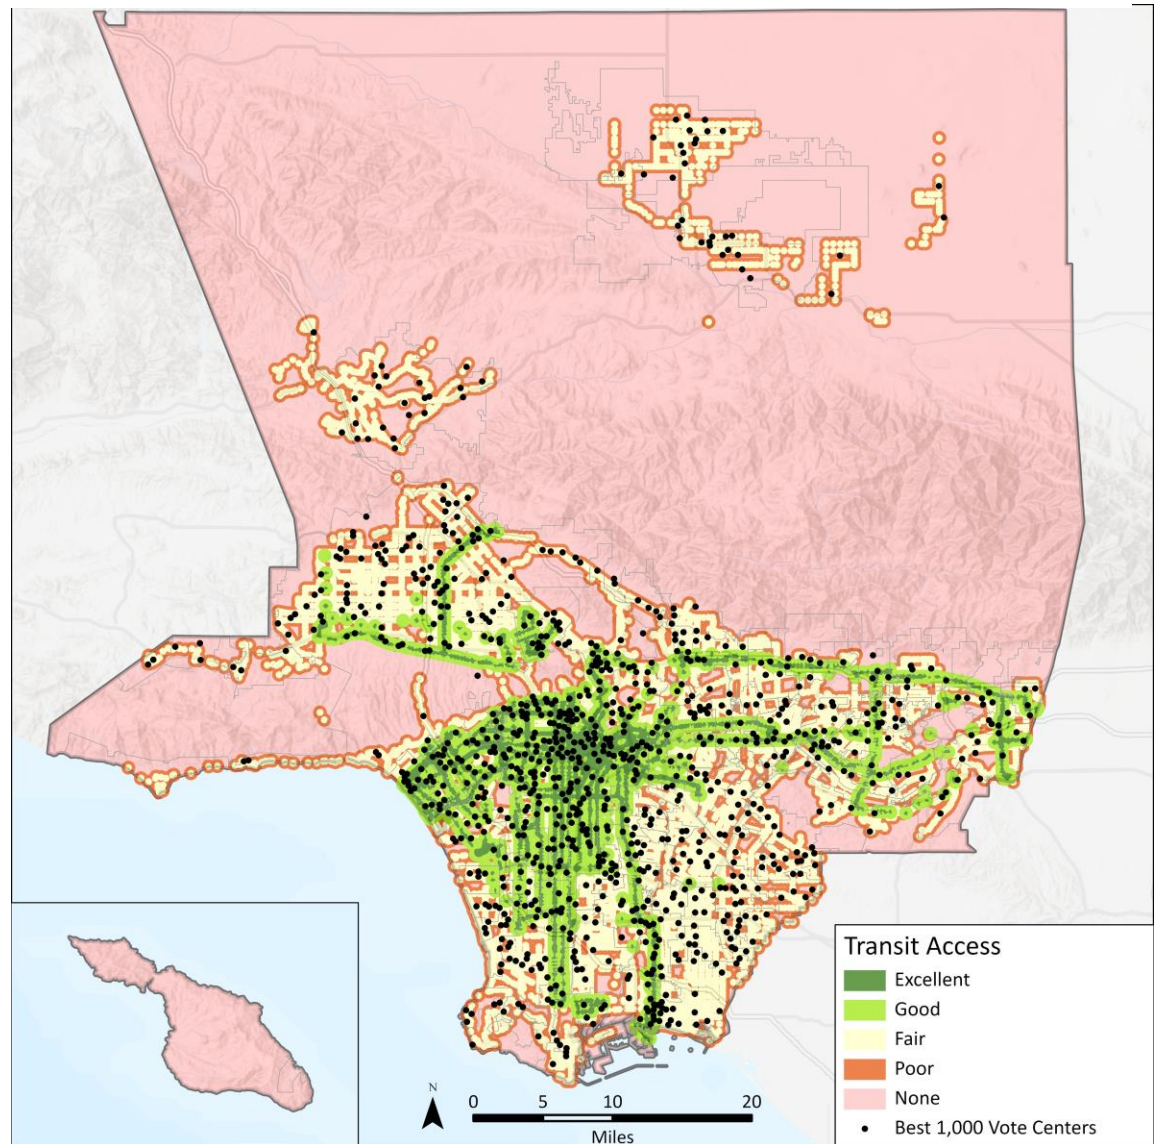 Transit Access
Excellent
Good
Fair
Poor
None
Best 1,000 Vote Centers
N
0 5 10 20
Miles